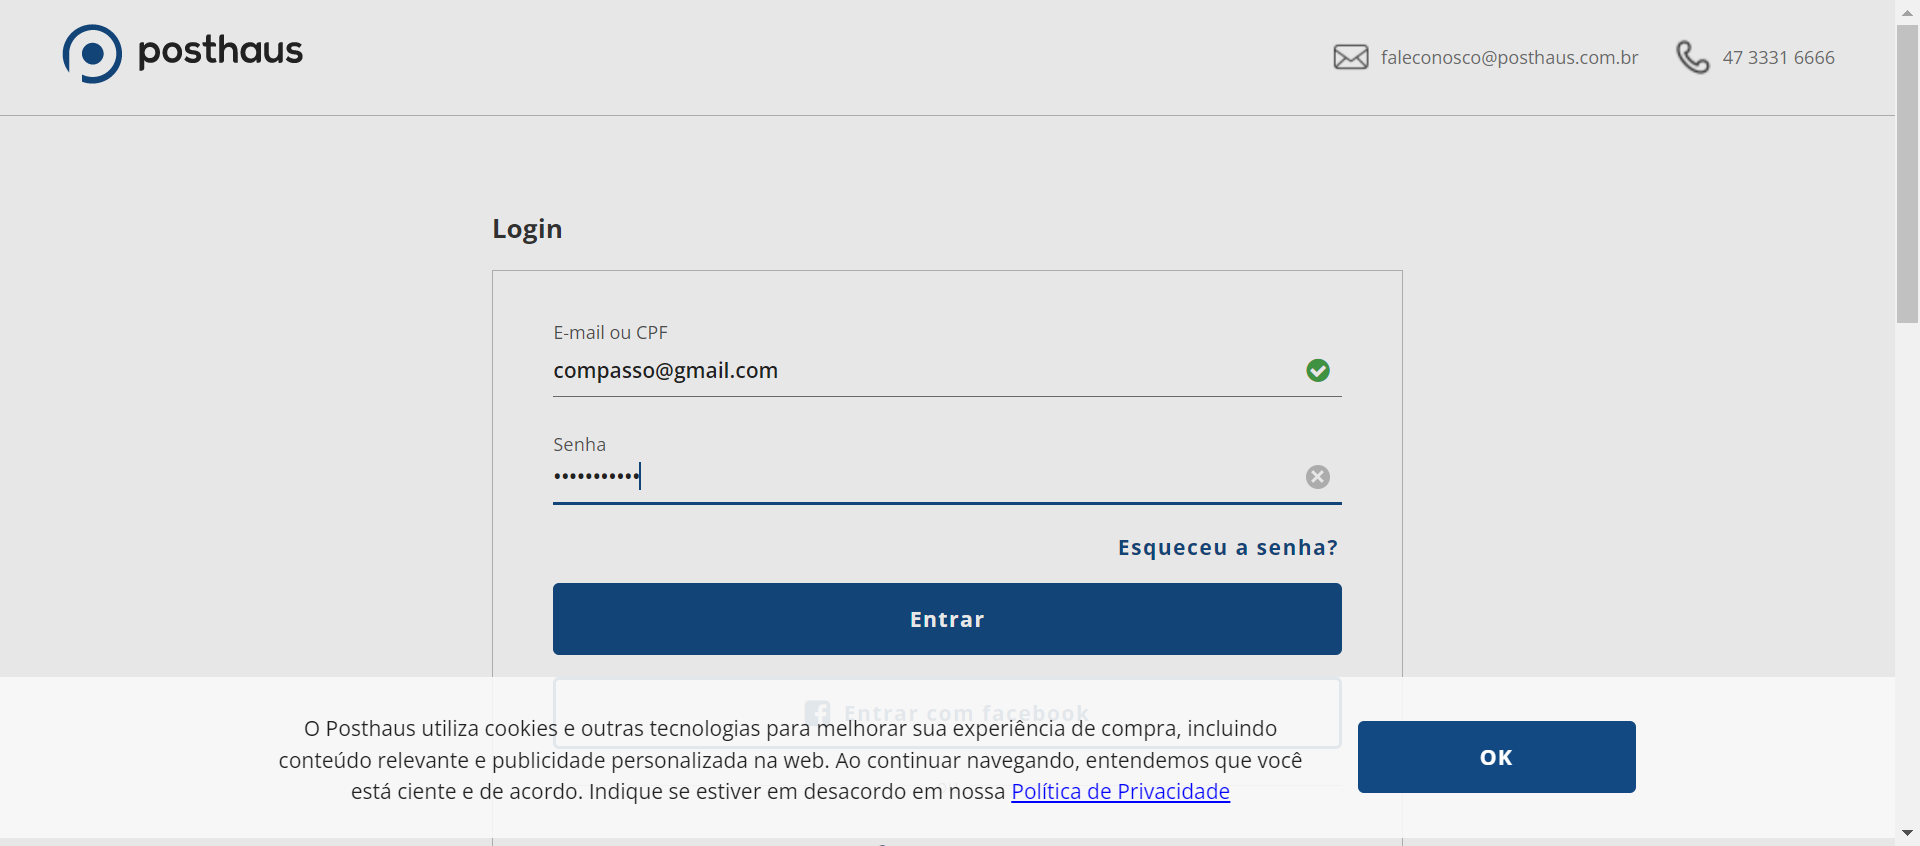 posthaus
faleconosco@posthaus.com.br
47 3331 6666
Login
E-mail ou CPF
compasso@gmail.com
Senha
•••••••••••
Esqueceu a senha?
Entrar
Entrar com facebook
O Posthaus utiliza cookies e outras tecnologias para melhorar sua experiência de compra, incluindo
conteúdo relevante e publicidade personalizada na web. Ao continuar navegando, entendemos que você
está ciente e de acordo. Indique se estiver em desacordo em nossa Política de Privacidade
OK